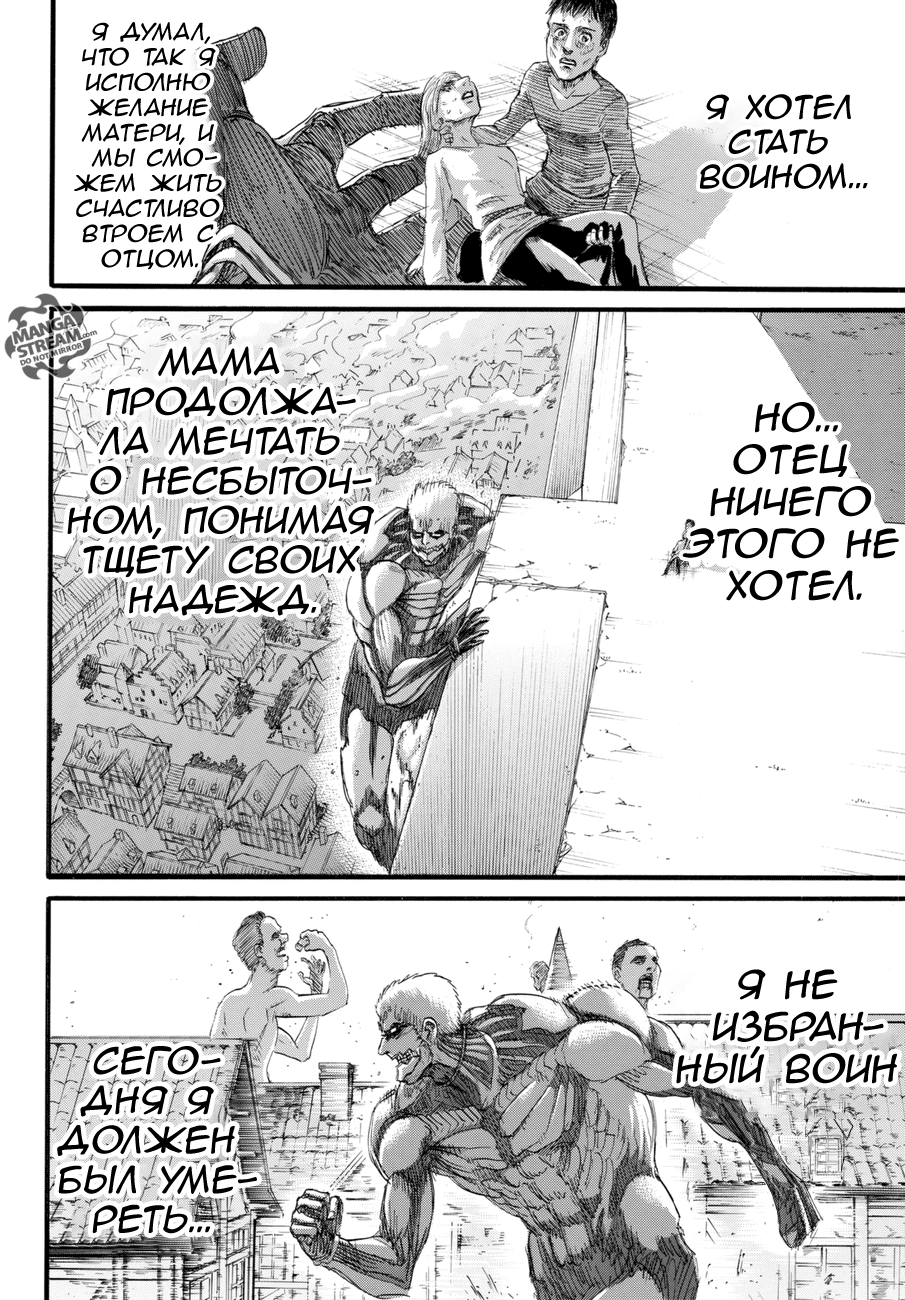 Я ХОТЕЛ
СТАТЬ
ВОИНОМ...
Я ДУМАЛ,
ЧТО ТАК Я
ИСПОЛНЮ
ЖЕЛАНИЕ
МАТЕРИ, И
МЫ СМО-
ЖЕМ ЖИТЬ
СЧАСТЛИВО
ВТРОЕМ С
ОТЦОМ.
MANGA
STREAM.com
DO NOT MIRROR
НО...
ОТЕЦ
НИЧЕГО
ЭТОГО НЕ
ХОТЕЛ.
МАМА
ПРОДОЛЖА-
ЛА МЕЧТАТЬ
О НЕСБЫТОЧ-
НОМ, ПОНИМАЯ
ТЩЕТУ СВОИХ
НАДЕЖД.
Я НЕ
ИЗБРАН-
НЫЙ ВОИН
СЕГО-
ДНЯ Я
ДОЛЖЕН
БЫЛ УМЕ-
РЕТЬ...